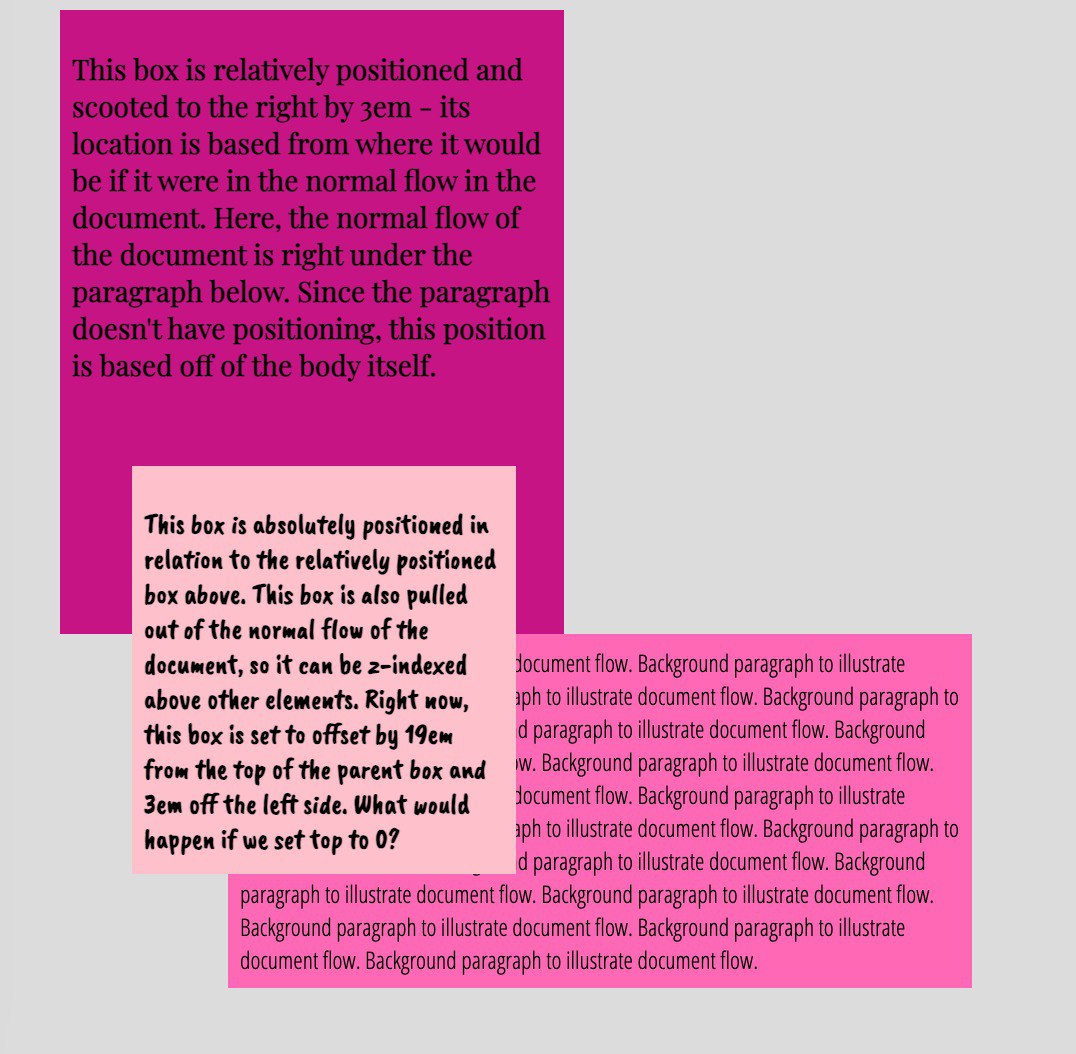 This box is relatively positioned and
scooted to the right by 3em - its
location is based from where it would
be if it were in the normal flow in the
document. Here, the normal flow of
the document is right under the
paragraph below. Since the paragraph
doesn't have positioning, this position
is based off of the body itself.
This box is absolutely positioned in
relation to the relatively positioned
box above. This box is also pulled
out of the normal flow of the
document, so it can be z-indexed
above other elements. Right now,
this box is set to offset by 19em
from the top of the parent box and
3em off the left side. What would
happen if we set top to 0?
document flow. Background paragraph to illustrate
to illustrate document flow. Background paragraph to
paragraph to illustrate document flow. Background
Background paragraph to illustrate document flow.
document flow. Background paragraph to illustrate
to illustrate document flow. Background paragraph to
paragraph to illustrate document flow. Background
paragraph to illustrate document flow. Background paragraph to illustrate document flow.
Background paragraph to illustrate document flow. Background paragraph to illustrate
document flow. Background paragraph to illustrate document flow.